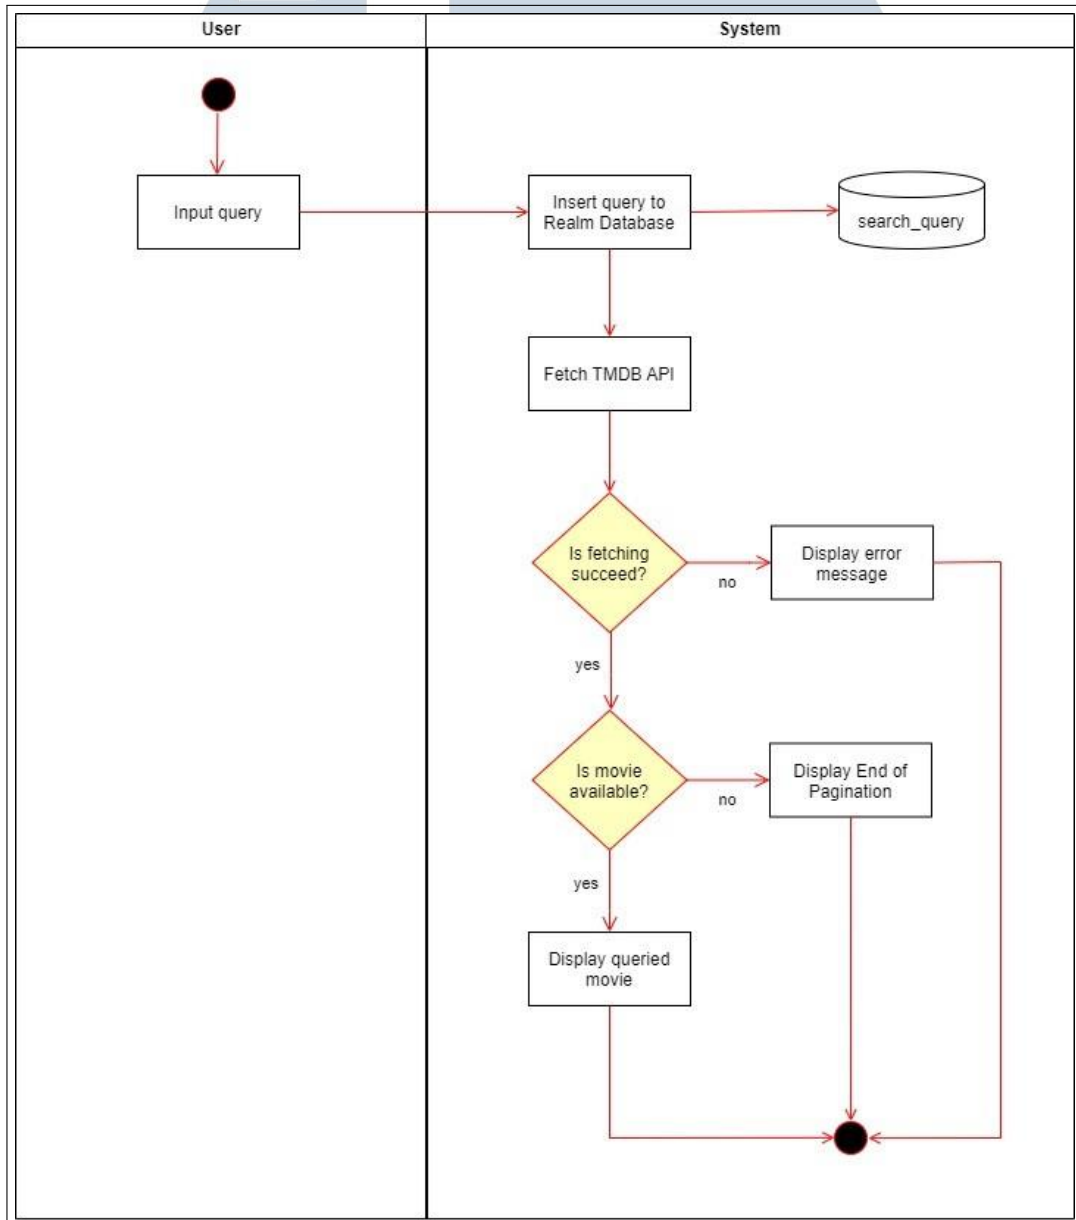 User
System
Input query
Insert query to
Realm Database
search_query
Fetch TMDB API
Is fetching
succeed?
no
Display error
message
yes
Is movie
available?
no
Display End of
Pagination
yes
Display queried
movie